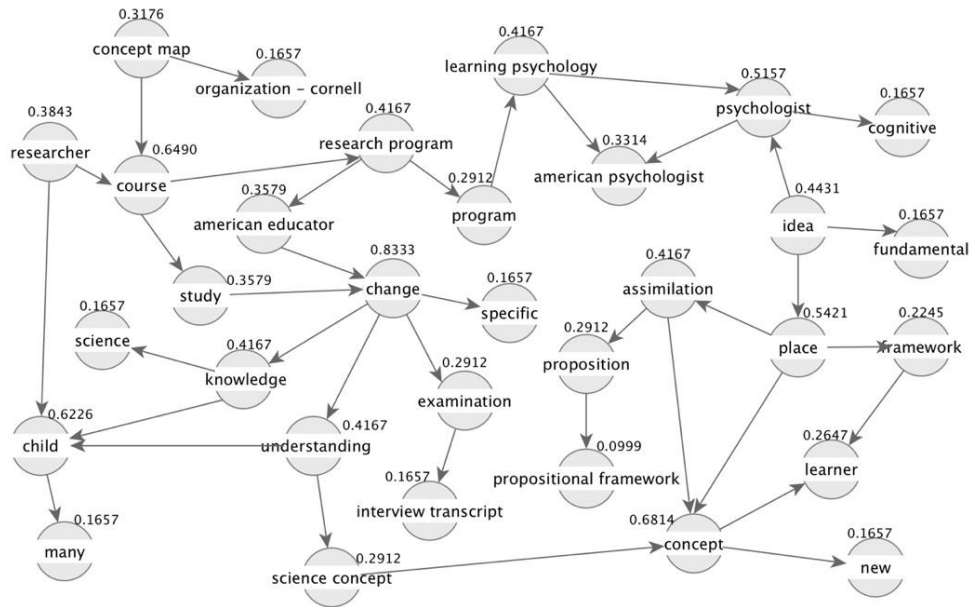 0.3176
concept map
0.1657
organization – cornell
0.4167
learning psychology
0.5157
psychologist
0.1657
cognitive
0.3843
researcher
0.6490
course
0.4167
research program
0.3314
american psychologist
0.3579
american educator
0.2912
program
0.4431
idea
0.1657
fundamental
study
0.3579
0.8333
change
0.1657
specific
0.4167
assimilation
0.5421
place
0.2245
framework
0.1657
science
0.4167
knowledge
0.2912
examination
0.2912
proposition
0.6226
child
0.4167
understanding
0.1657
interview transcript
0.0999
propositional framework
0.2647
learner
0.1657
many
0.2912
science concept
0.6814
concept
0.1657
new